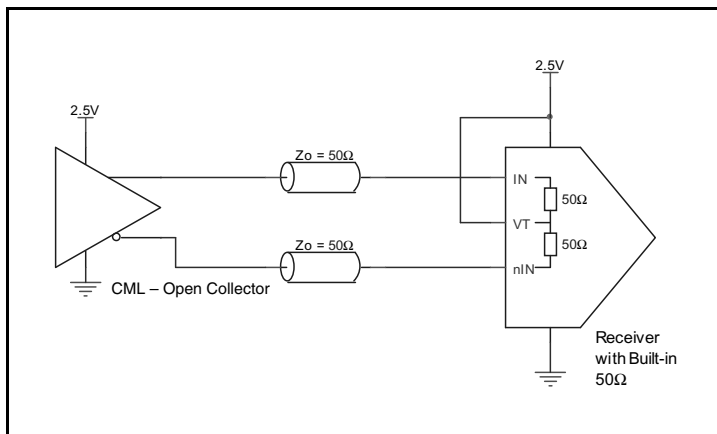 2.5V
2.5V
Zo = 50Ω
IN
50Ω
VT
50Ω
Zo = 50Ω
nIN
CML – Open Collector
Receiver
with Built-in
50Ω